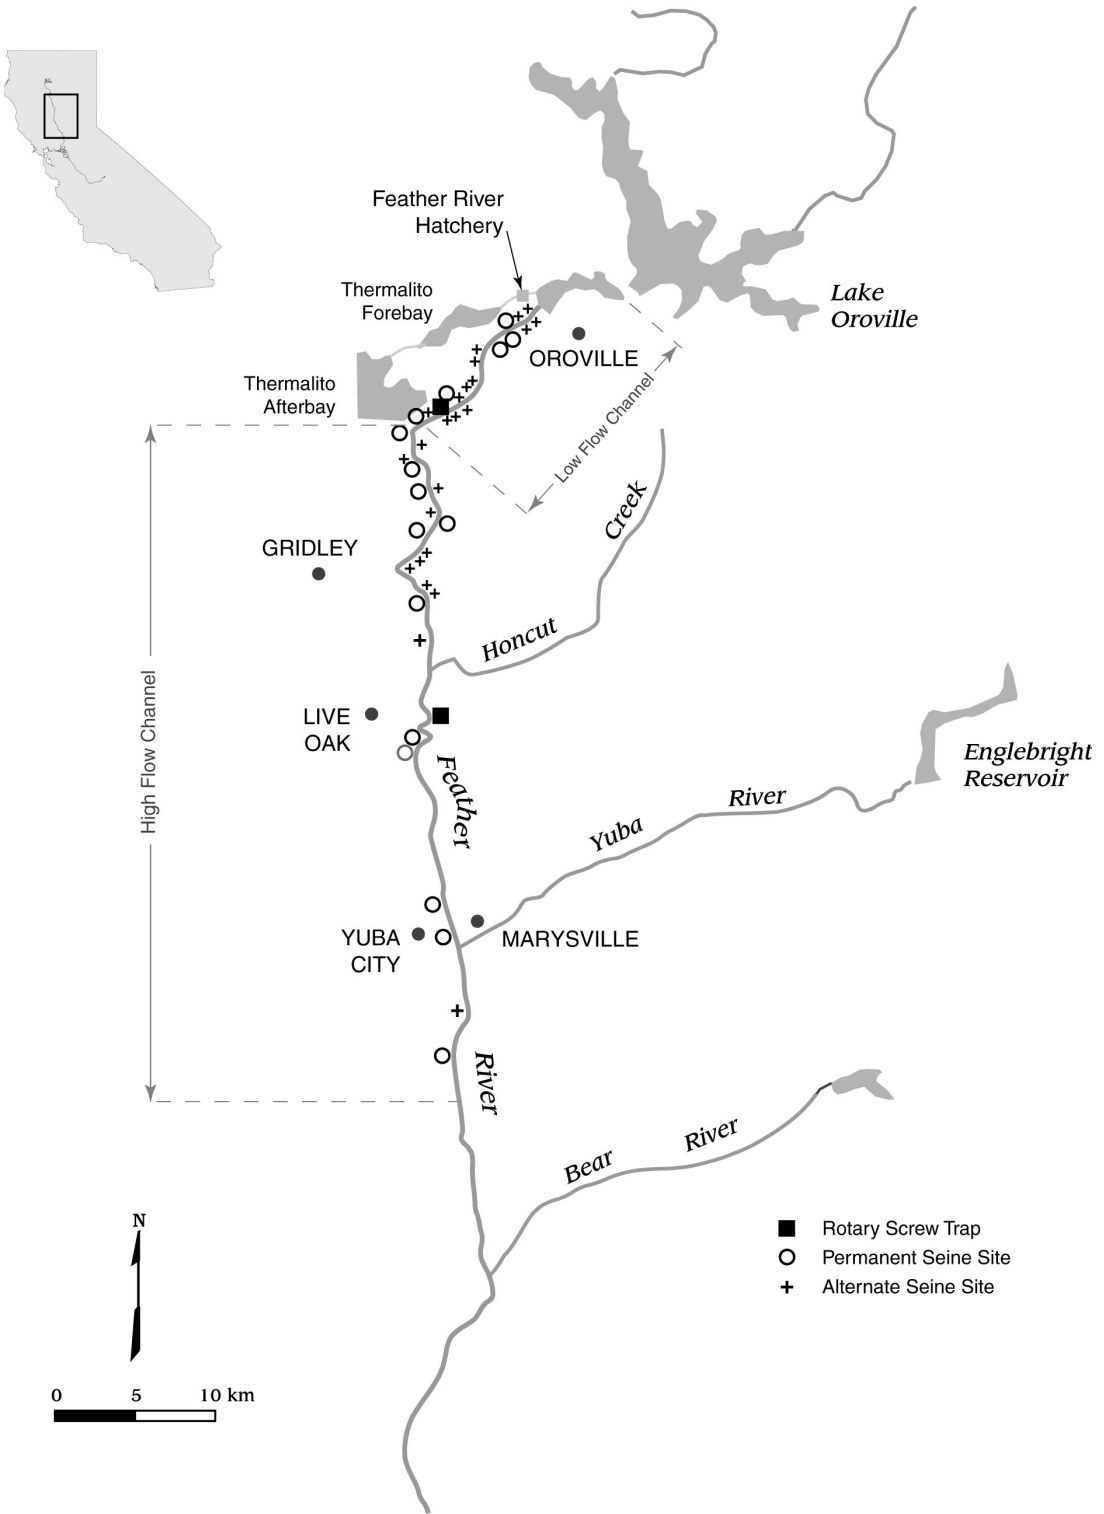 Feather River
Hatchery
Thermalito
Forebay
Lake
Oroville
OROVILLE
Thermalito
Afterbay
Low Flow Channel
Creek
GRIDLEY
Honcut
High Flow Channel
LIVE
OAK
Englebright
Reservoir
Feather
River
Yuba
YUBA
CITY
MARYSVILLE
River
River
Bear
N
Rotary Screw Trap
Permanent Seine Site
Alternate Seine Site
0 5 10 km